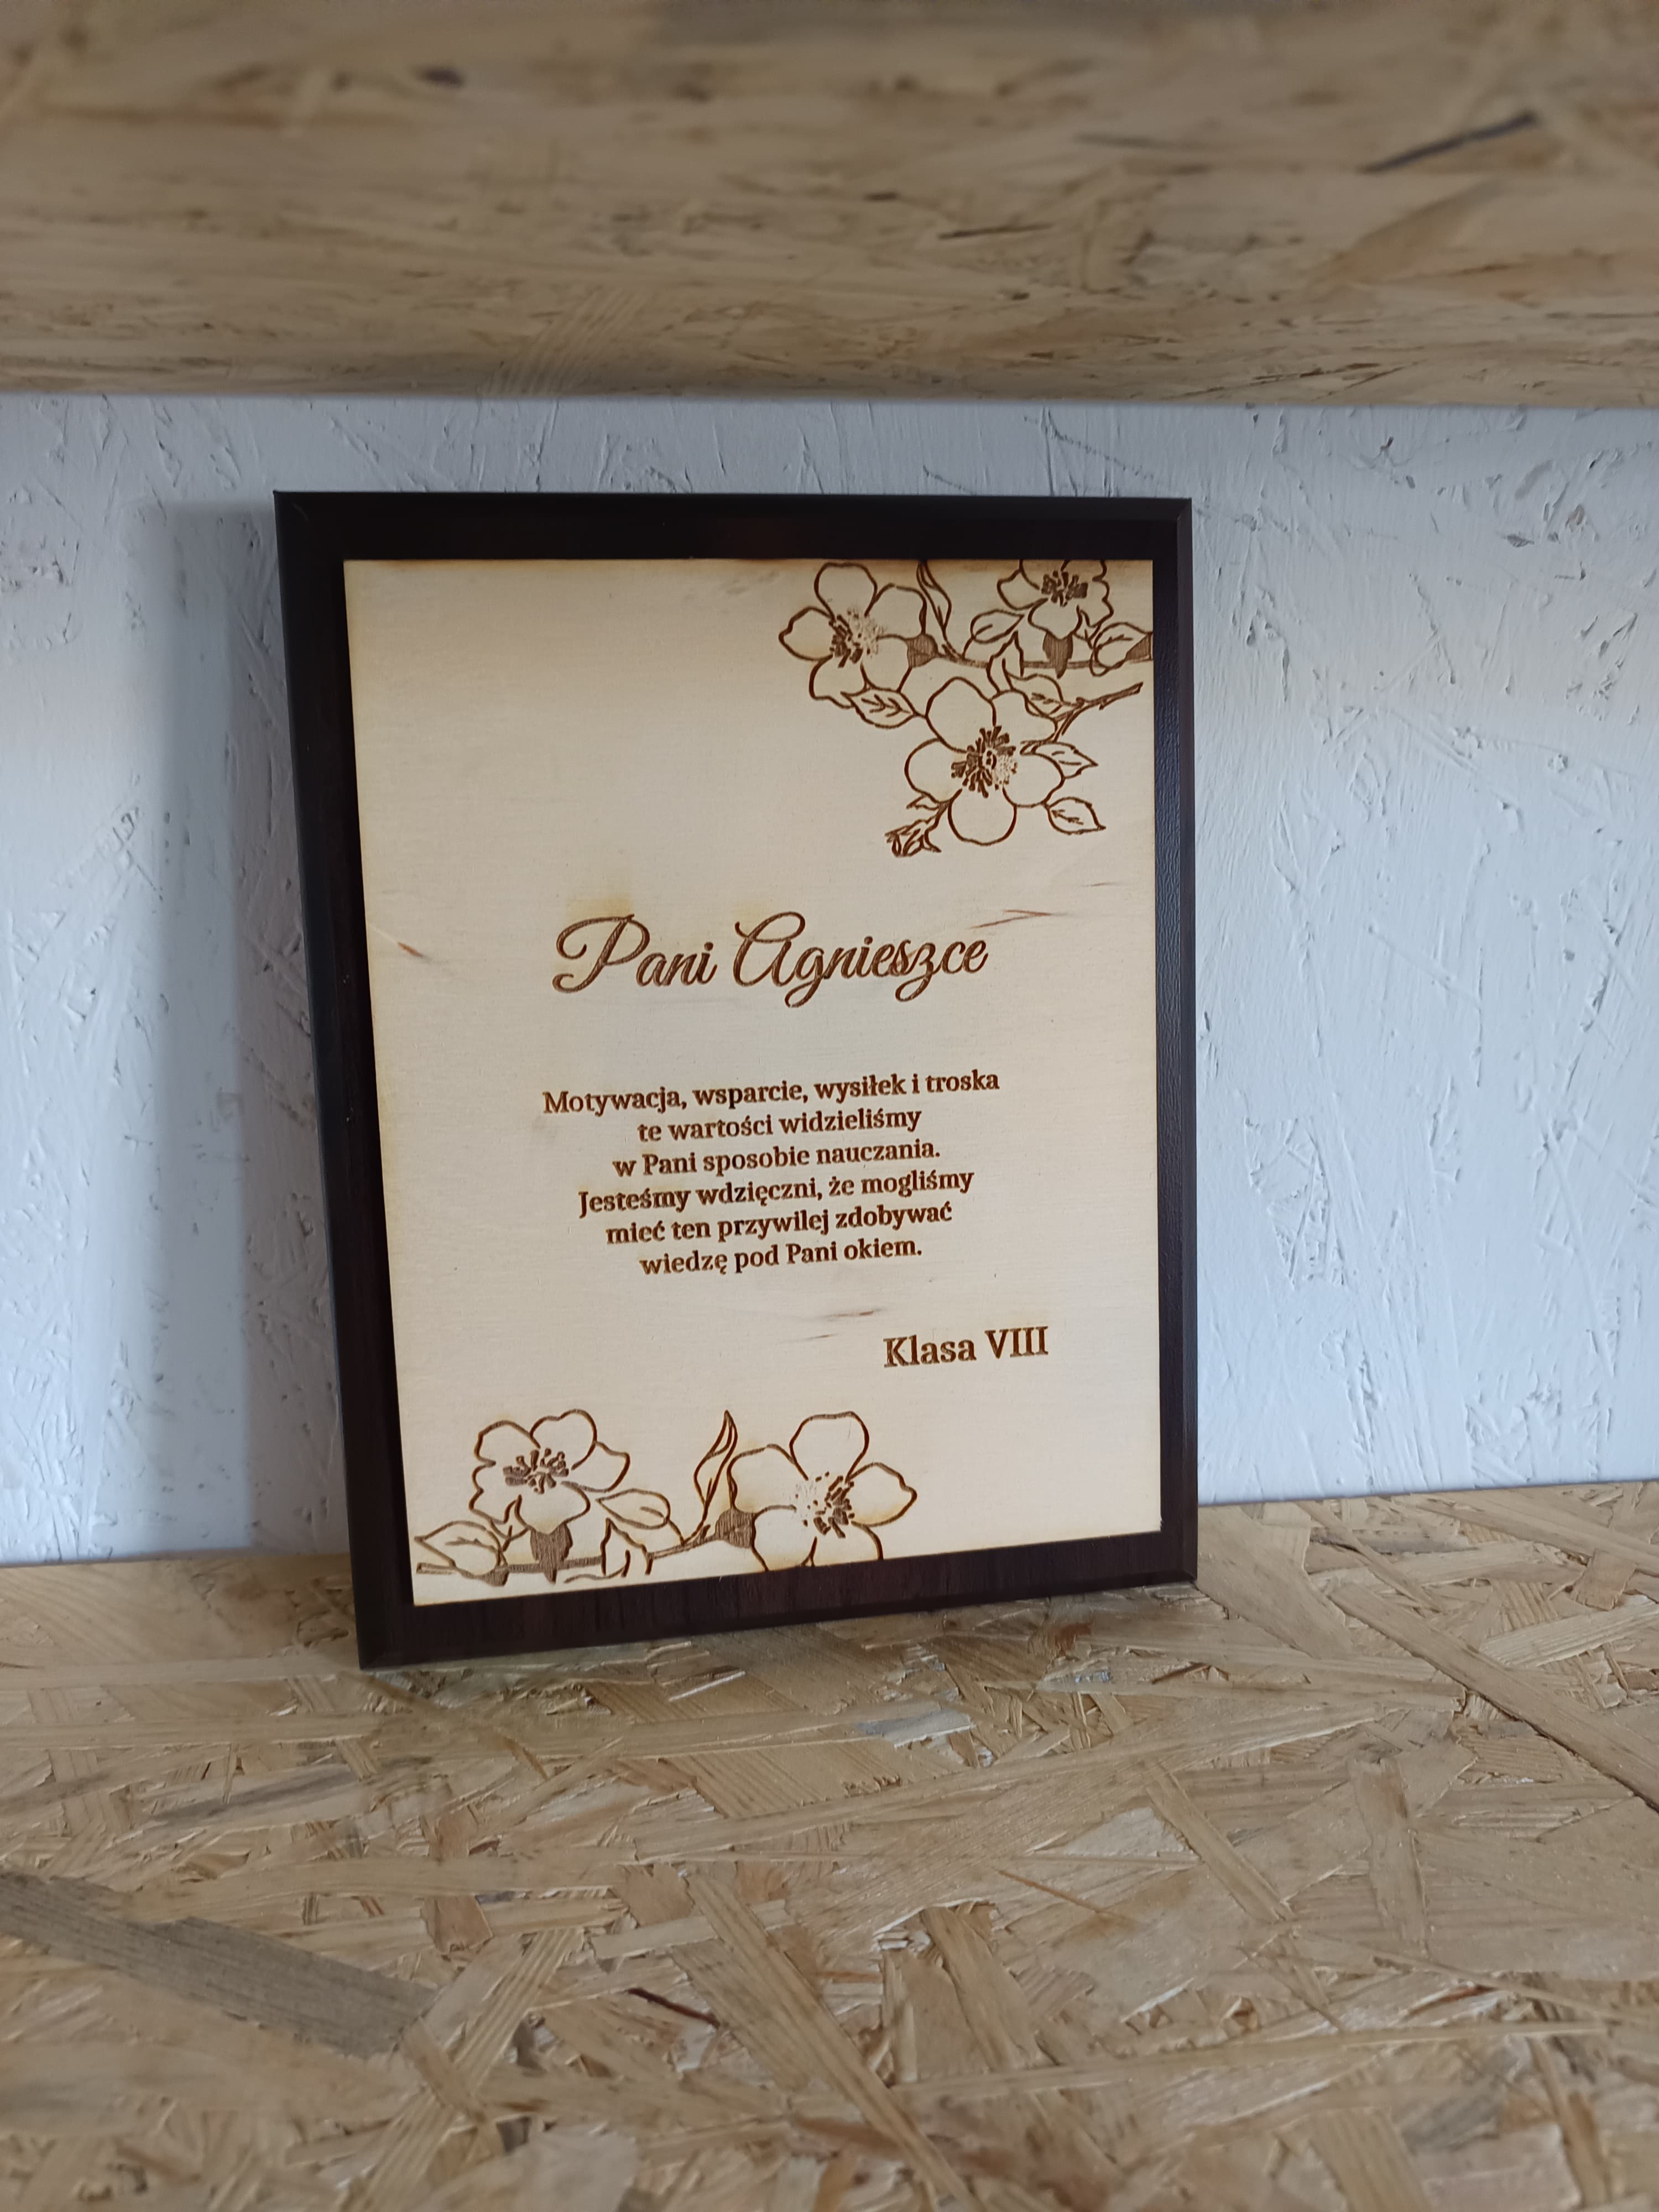 Pani Agnieszce
Motywacja, wsparcie, wysiłek i troska
te wartości widzieliśmy
w Pani sposobie nauczania.
Jesteśmy wdzięczni, że mogliśmy
mieć ten przywilej zdobywać
wiedzę pod Pani okiem.
Klasa VIII